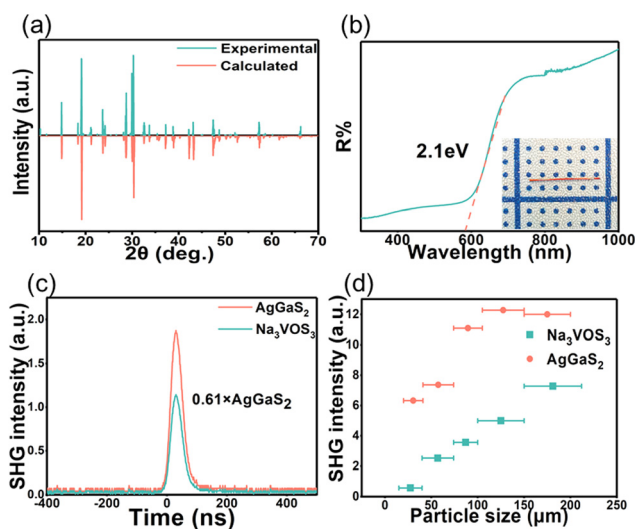 (a)
Experimental
Calculated
Intensity (a.u.)
10 20 30 40 50 60 70
2θ (deg.)
(b)
2.1eV
R%
400 600 800 1000
Wavelength (nm)
(c)
AgGaS₂
Na₃VOS₃
0.61×AgGaS₂
SHG intensity (a.u.)
2.0
1.5
1.0
0.5
0.0
-400 -200 0 200 400
Time (ns)
(d)
Na₃VOS₃
AgGaS₂
SHG intensity (a.u.)
12
10
8
6
4
2
0
0 50 100 150 200 250
Particle size (μm)